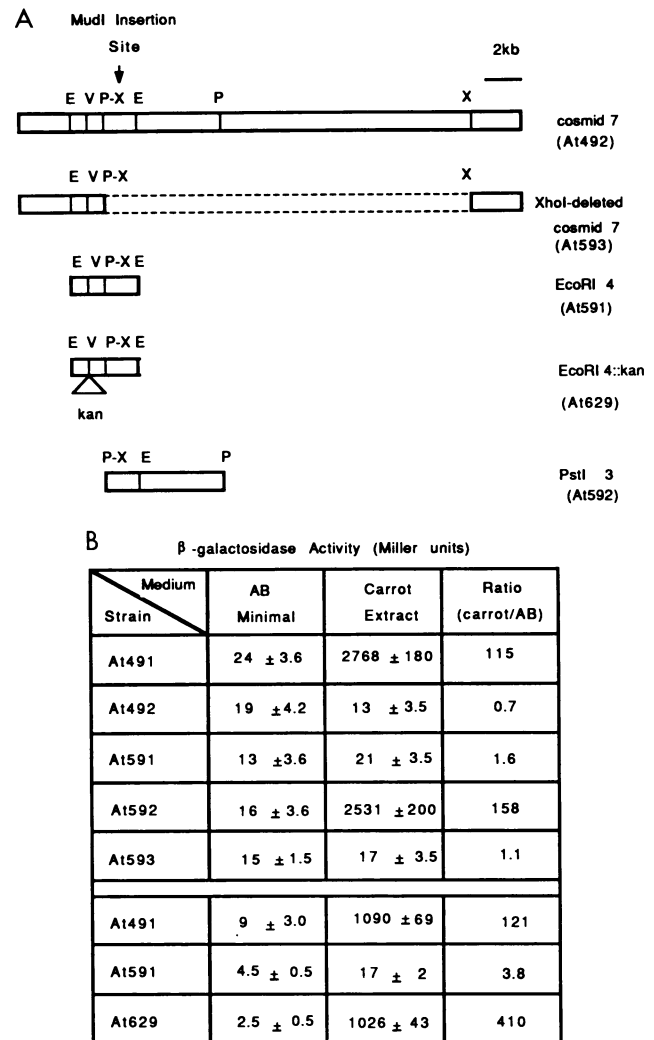 A
MudI Insertion
Site
2kb
E V P-X E P X
cosmid 7
(At492)
E V P-X X
XhoI-deleted
cosmid 7
(At593)
E V P-X E
EcoRI 4
(At591)
E V P-X E
EcoRI 4::kan
kan
(At629)
P-X E P
PstI 3
(At592)
B
β-galactosidase Activity (Miller units)
Medium AB Carrot Ratio
Strain Minimal Extract (carrot/AB)
At491 24 ±3.6 2768 ±180 115
At492 19 ±4.2 13 ±3.5 0.7
At591 13 ±3.6 21 ± 3.5 1.6
At592 16 ±3.6 2531 ±200 158
At593 15 ±1.5 17 ± 3.5 1.1
At491 9 ± 3.0 1090 ±69 121
At591 4.5 ± 0.5 17 ± 2 3.8
At629 2.5 ± 0.5 1026 ± 43 410